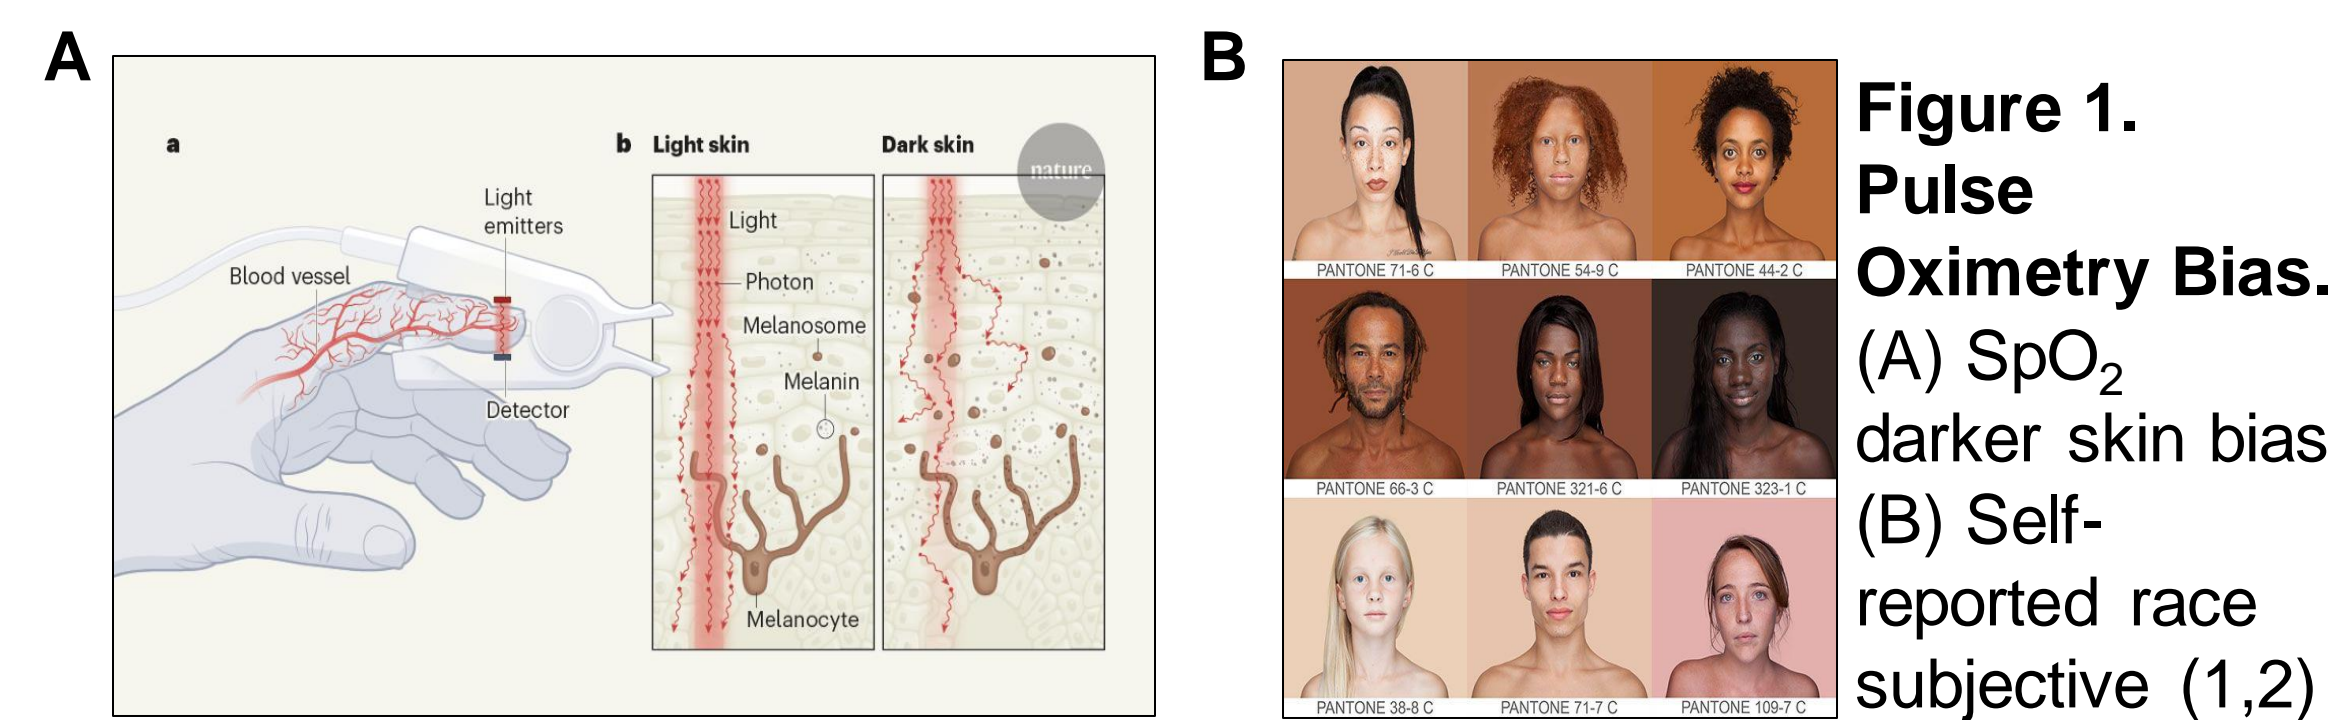 A
a
b
Light skin
Dark skin
nature
Light
emitters
Blood vessel
Detector
Light
Photon
Melanosome
Melanin
Melanocyte
B
PANTONE 71-6 C
PANTONE 54-9 C
PANTONE 44-2 C
PANTONE 66-3 C
PANTONE 321-6 C
PANTONE 323-1 C
PANTONE 38-8 C
PANTONE 71-7 C
PANTONE 109-7 C
Figure 1.
Pulse
Oximetry Bias.
(A) SpO₂
darker skin bias
(B) Self-
reported race
subjective (1,2)